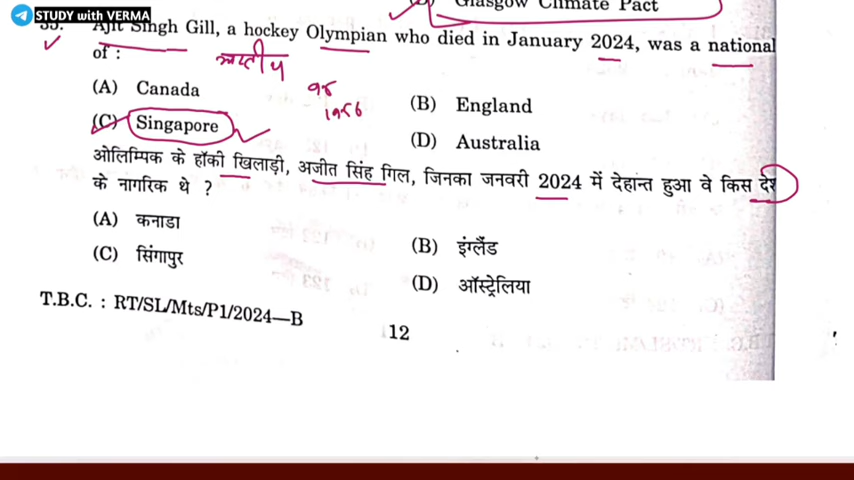 STUDY with VERMA
Glasgow Climate Pact
35. Ajit Singh Gill, a hockey Olympian who died in January 2024, was a national
of :
भारतीय
(A) Canada
95
1956
(B) England
(C) Singapore
(D) Australia
ओलिम्पिक के हॉकी खिलाड़ी, अजीत सिंह गिल, जिनका जनवरी 2024 में देहान्त हुआ वे किस देश
के नागरिक थे ?
(A) कनाडा
(B) इंग्लैंड
(C) सिंगापुर
(D) ऑस्ट्रेलिया
T.B.C. : RT/SL/Mts/P1/2024—B
12